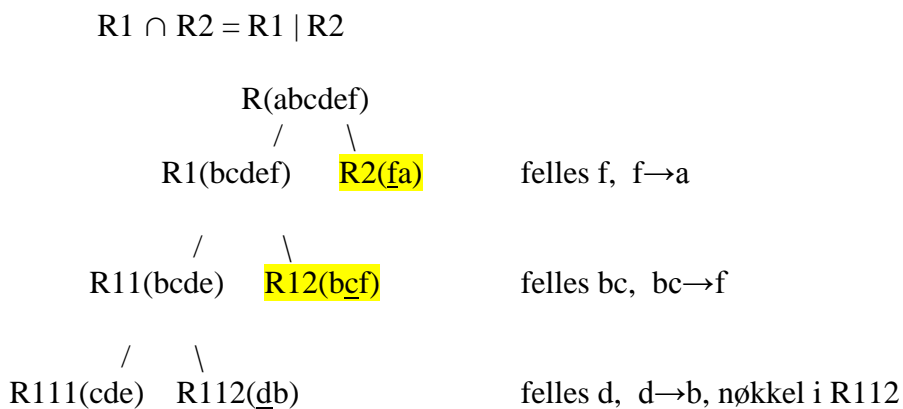 R1 ∩ R2 = R1 | R2
R(abcdef)
/ \
R1(bcdef) R2(fa) felles f, f→a
/ \
R11(bcde) R12(bcf) felles bc, bc→f
/ \
R111(cde) R112(db) felles d, d→b, nøkkel i R112